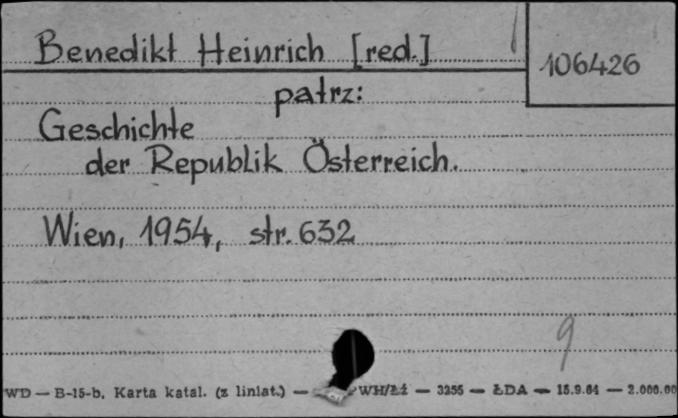 Benedikt Heinrich [red.]
106426
patrz:
Geschichte
der Republik Österreich.
Wien, 1954, str. 632
9
WD — B-15-b. Karta katal. (z liniat.) — WH/Łź — 3255 — ŁDA — 15.9.64 — 2.000.00